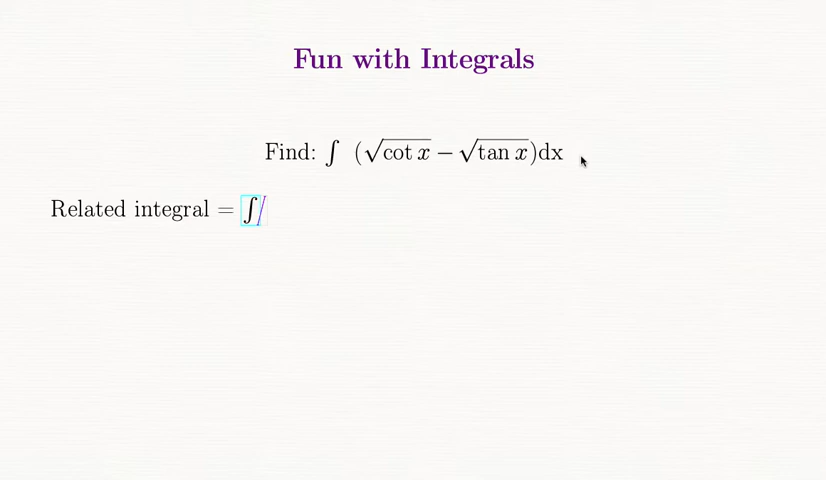 Fun with Integrals
Find: ∫ (√cot x − √tan x)dx
Related integral = ∫